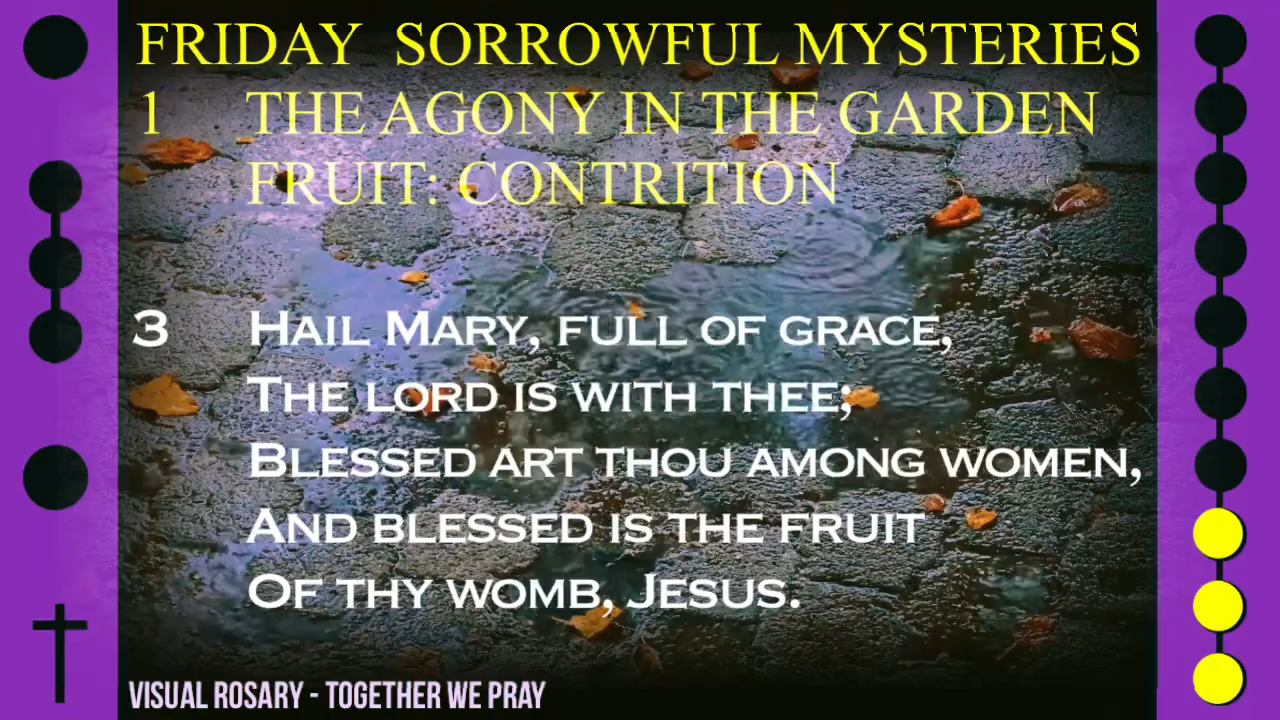 FRIDAY SORROWFUL MYSTERIES
1 THE AGONY IN THE GARDEN
FRUIT: CONTRITION
3 HAIL MARY, FULL OF GRACE,
THE LORD IS WITH THEE;
BLESSED ART THOU AMONG WOMEN,
AND BLESSED IS THE FRUIT
OF THY WOMB, JESUS.
VISUAL ROSARY - TOGETHER WE PRAY